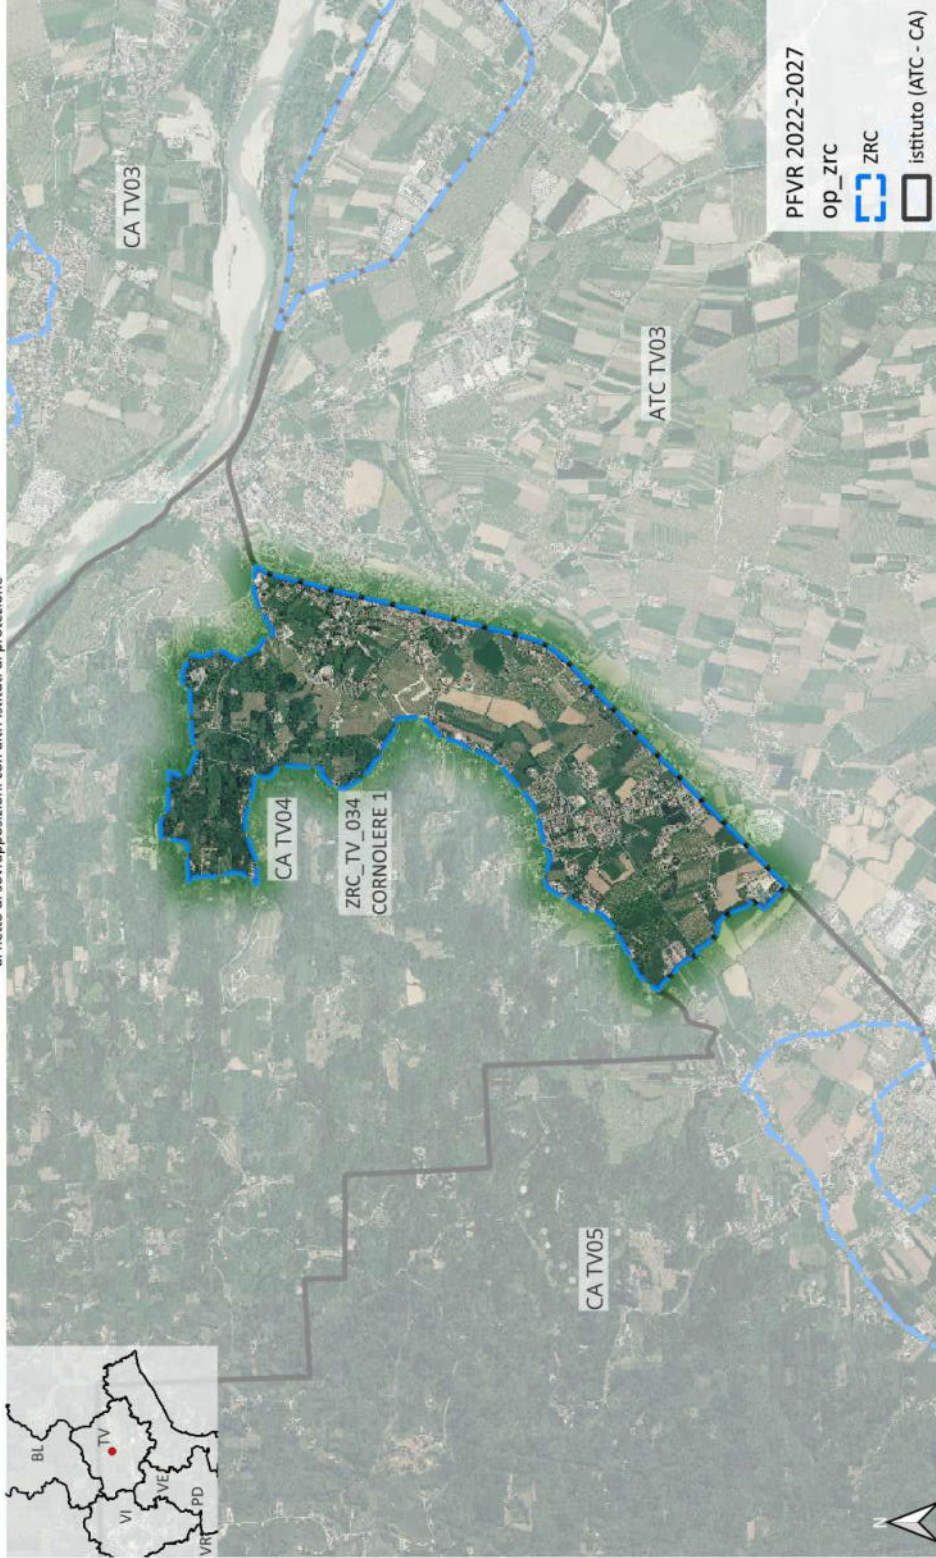 BL
TV
VI
VE
PD
VR
CA TV03
CA TV04
ZRC_TV_034
CORNOLERE 1
ATC TV03
CA TV05
PFVR 2022-2027
op_zrc
ZRC
istituto (ATC - CA)
N